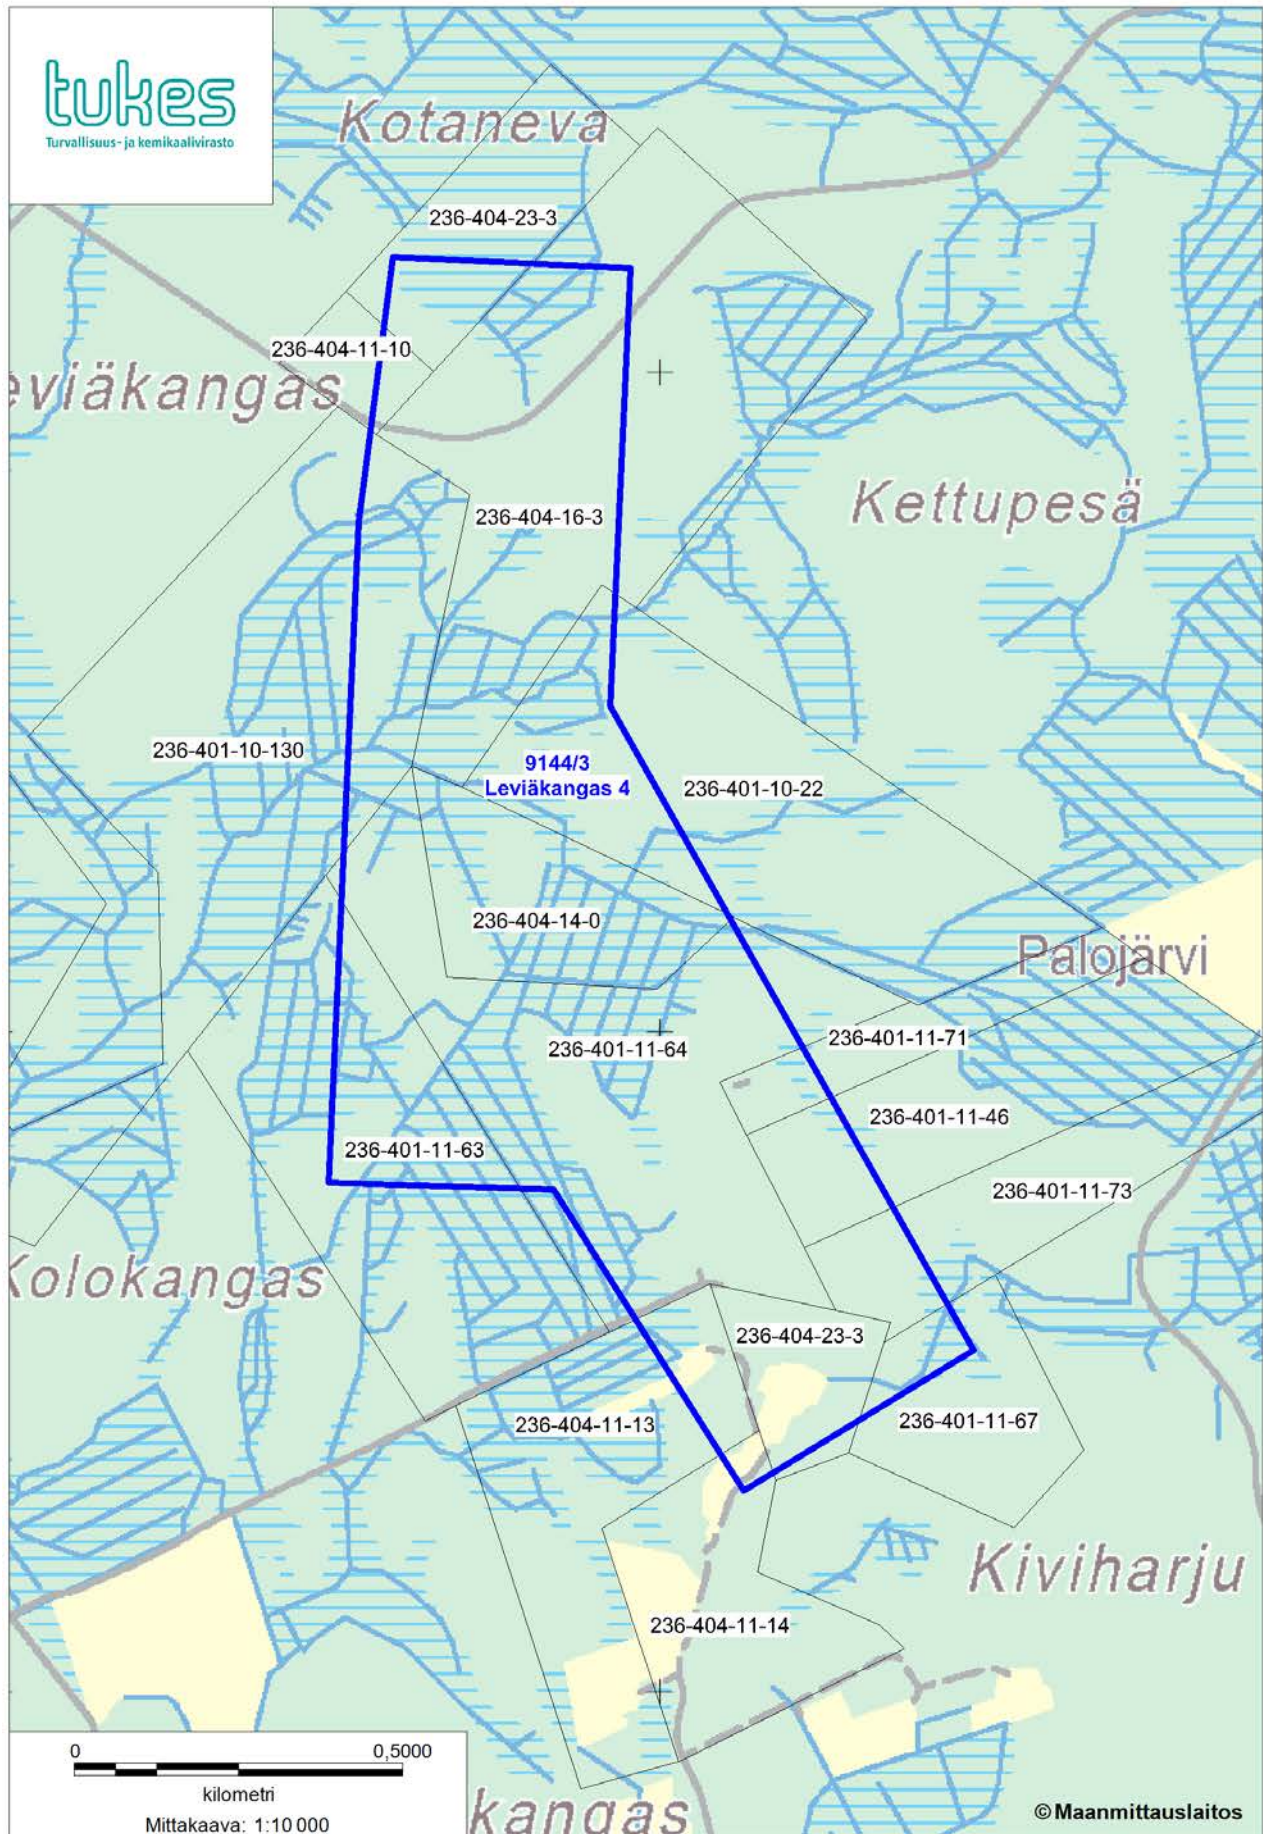 tukes
Turvallisuus- ja kemikaalivirasto
Kotaneva
236-404-23-3
236-404-11-10
eviäkangas
Kettupesä
236-404-16-3
236-401-10-130
9144/3
Leviäkangas 4
236-401-10-22
236-404-14-0
Palojärvi
236-401-11-71
236-401-11-64
236-401-11-46
236-401-11-63
236-401-11-73
Kolokangas
236-404-23-3
236-404-11-13
236-401-11-67
Kiviharju
236-404-11-14
0 0,5000
kilometri
Mittakaava: 1:10 000
kangas
© Maanmittauslaitos